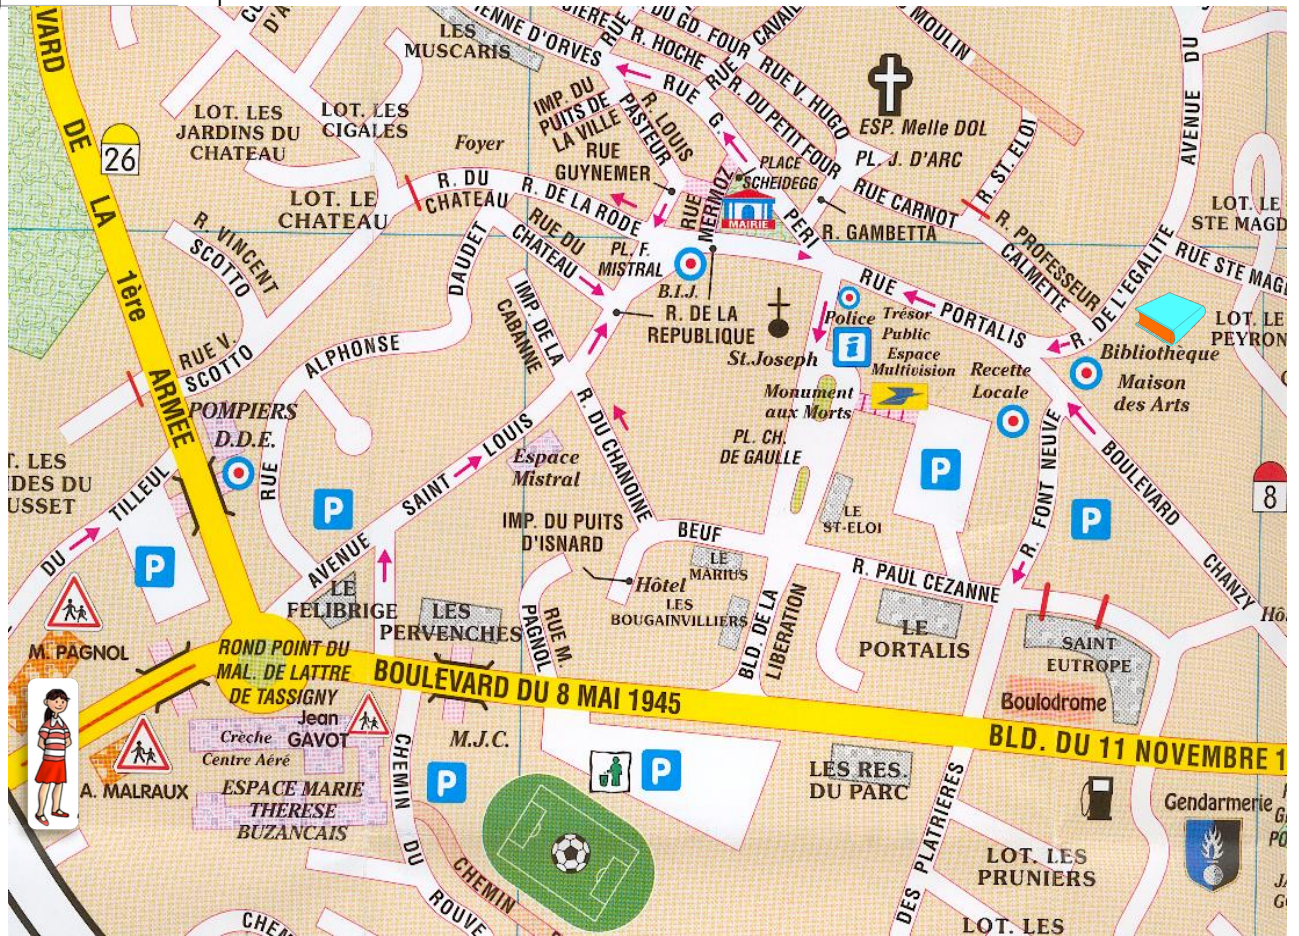 VARD
DE
LA
1ère
ARMÉE
26
LES
MUSCARIS
ENNE D'ORVES
RUE
DU GD. FOUR
R. HOCHE
RUE V. HUGO
R. DU PETIT FOUR
MOULIN
AVENUE DU
LOT. LES
JARDINS DU
CHATEAU
LOT. LES
CIGALES
Foyer
IMP. DU
PUITS DE
LA VILLE
R. LOUIS
PASTEUR
RUE
GUYNEMER
RUE G.
PERI
RUE
MERMOZ
PLACE
SCHEIDEGG
MAIRIE
ESP. Melle DOL
PL. J. D'ARC
R. ST. ELOI
RUE CARNOT
R. GAMBETTA
R. PROFESSEUR
CALMETTE
LOT. LE
STE MAGD
RUE STE MAGD
LOT. LE
PEYRON
LOT. LE
CHATEAU
R. DU
CHATEAU
R. DE LA RODE
RUE DU
CHATEAU
PL. F.
MISTRAL
B.I.J.
R. DE LA
REPUBLIQUE
R. VINCENT
SCOTTO
RUE V.
SCOTTO
RUE
ALPHONSE
DAUDET
IMP. DE LA
CABANNE
RUE PORTALIS
R. DE L'EGALITE
Police
Trésor
Public
Espace
Multivision
St.Joseph
Monument
aux Morts
Recette
Locale
Bibliothèque
Maison
des Arts
POMPIERS
D.D.E.
T. LES
IDES DU
USSET
DU TILLEUL
P
P
P
P
P
P
AVENUE SAINT LOUIS
Espace
Mistral
R. DU CHANOINE
BEUF
PL. CH.
DE GAULLE
LE
ST-ELOI
R. FONT NEUVE
BOULEVARD CHANZY
8
IMP. DU PUITS
D'ISNARD
Hôtel
LE
MARIUS
LES
BOUGAINVILLIERS
R. PAUL CEZANNE
BLD. DE LA
LIBERATION
LE
FELIBRIGE
LES
PERVENCHES
RUE M.
PAGNOL
LE
PORTALIS
SAINT
EUTROPE
Boulodrome
Hô
M. PAGNOL
ROND POINT DU
MAL. DE LATTRE
DE TASSIGNY
BOULEVARD DU 8 MAI 1945
BLD. DU 11 NOVEMBRE 1
Jean
GAVOT
Crèche
Centre Aéré
ESPACE MARIE
THERESE
BUZANCAIS
A. MALRAUX
M.J.C.
CHEMIN DU
ROUVE
CHEMIN
CHEM
LES RES.
DU PARC
DES PLATRIERES
Gendarmerie
LOT. LES
PRUNIERS
LOT. LES